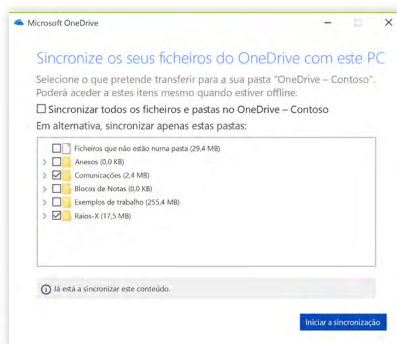 Microsoft OneDrive
Sincronize os seus ficheiros do OneDrive com este PC
Selecione o que pretende transferir para a sua pasta "OneDrive – Contoso".
Poderá aceder a estes itens mesmo quando estiver offline.
Sincronizar todos os ficheiros e pastas no OneDrive – Contoso
Em alternativa, sincronizar apenas estas pastas:
Ficheiros que não estão numa pasta (29,4 MB)
Anexos (0,0 KB)
Comunicações (2,4 MB)
Blocos de Notas (0,0 KB)
Exemplos de trabalho (255,4 MB)
Raios-X (17,5 MB)
Já está a sincronizar este conteúdo.
Iniciar a sincronização